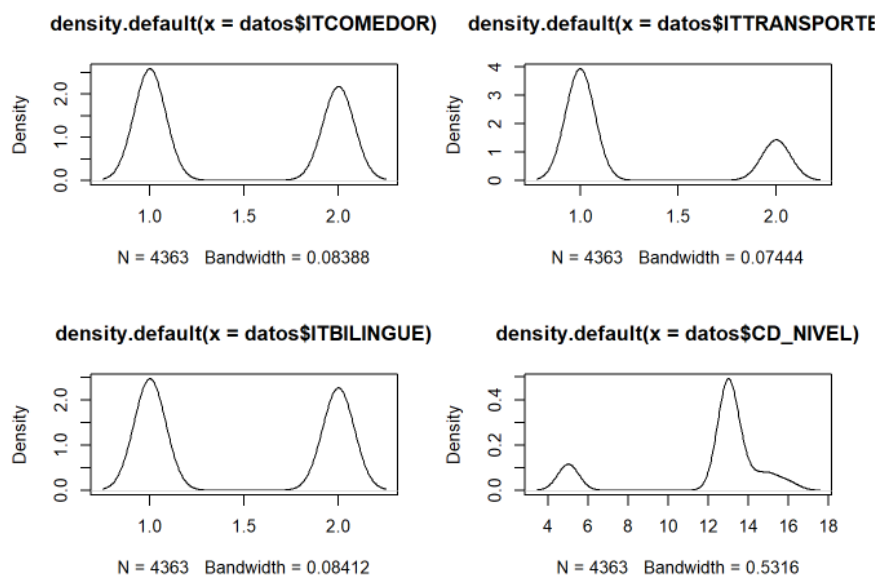 density.default(x = datos$ITCOMEDOR)
Density
0.0 1.0 2.0
1.0 1.5 2.0
N = 4363 Bandwidth = 0.08388
density.default(x = datos$ITTRANSPORTE
Density
0 1 2 3 4
1.0 1.5 2.0
N = 4363 Bandwidth = 0.07444
density.default(x = datos$ITBILINGUE)
Density
0.0 1.0 2.0
1.0 1.5 2.0
N = 4363 Bandwidth = 0.08412
density.default(x = datos$CD_NIVEL)
Density
0.0 0.2 0.4
4 6 8 10 12 14 16 18
N = 4363 Bandwidth = 0.5316